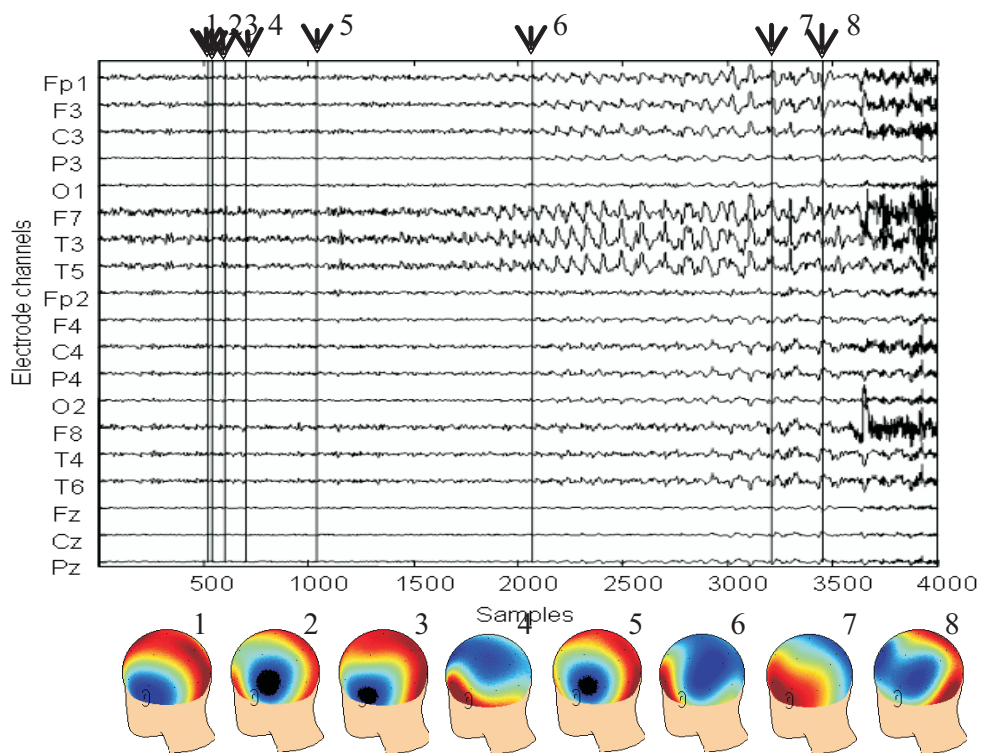 1 2 3 4 5 6 7 8
Electrode channels
Fp1
F3
C3
P3
O1
F7
T3
T5
Fp2
F4
C4
P4
O2
F8
T4
T6
Fz
Cz
Pz
500 1000 1500 2000 2500 3000 3500 4000
Samples
1 2 3 4 5 6 7 8